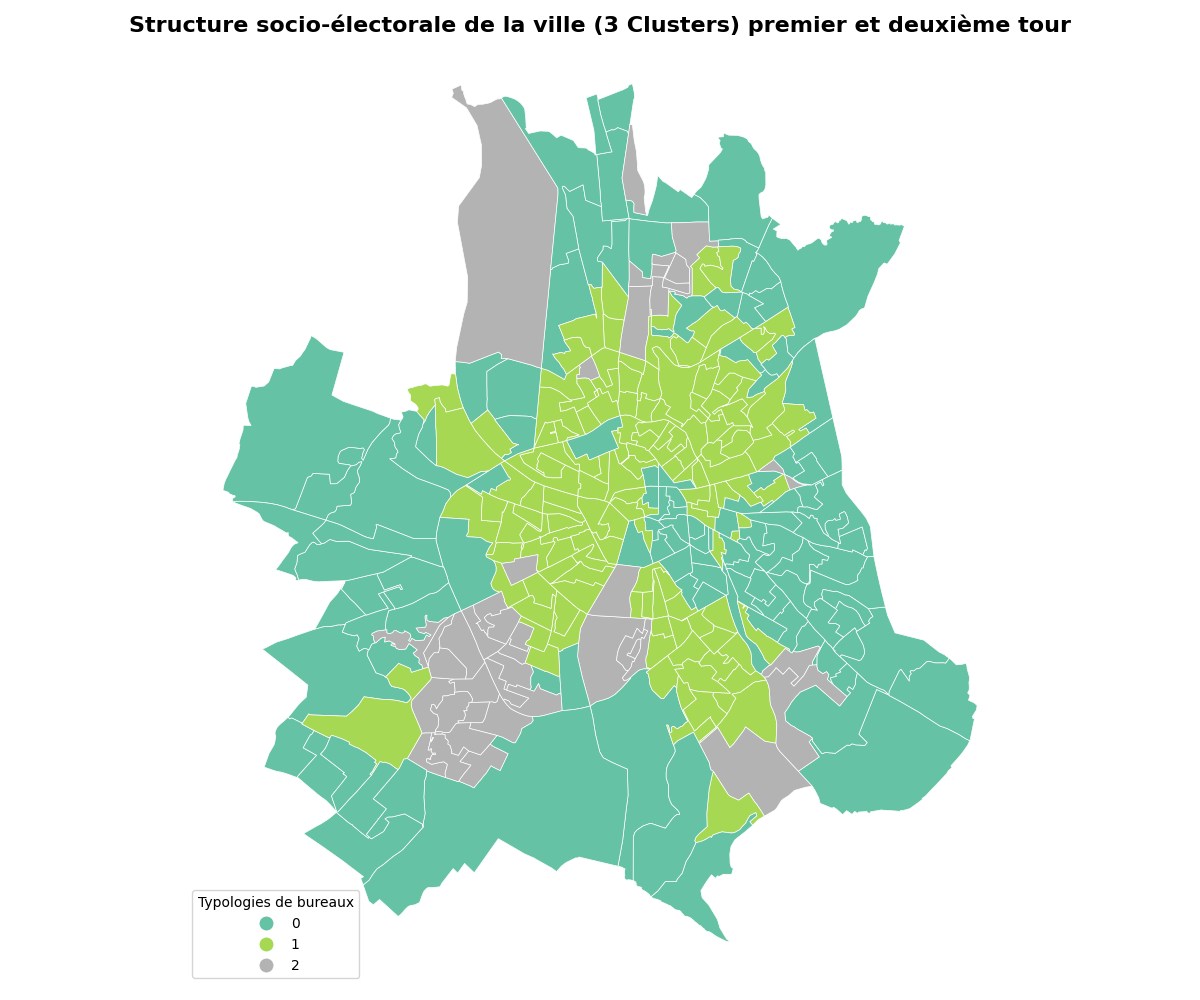 Structure socio-électorale de la ville (3 Clusters) premier et deuxième tour
Typologies de bureaux
0
1
2